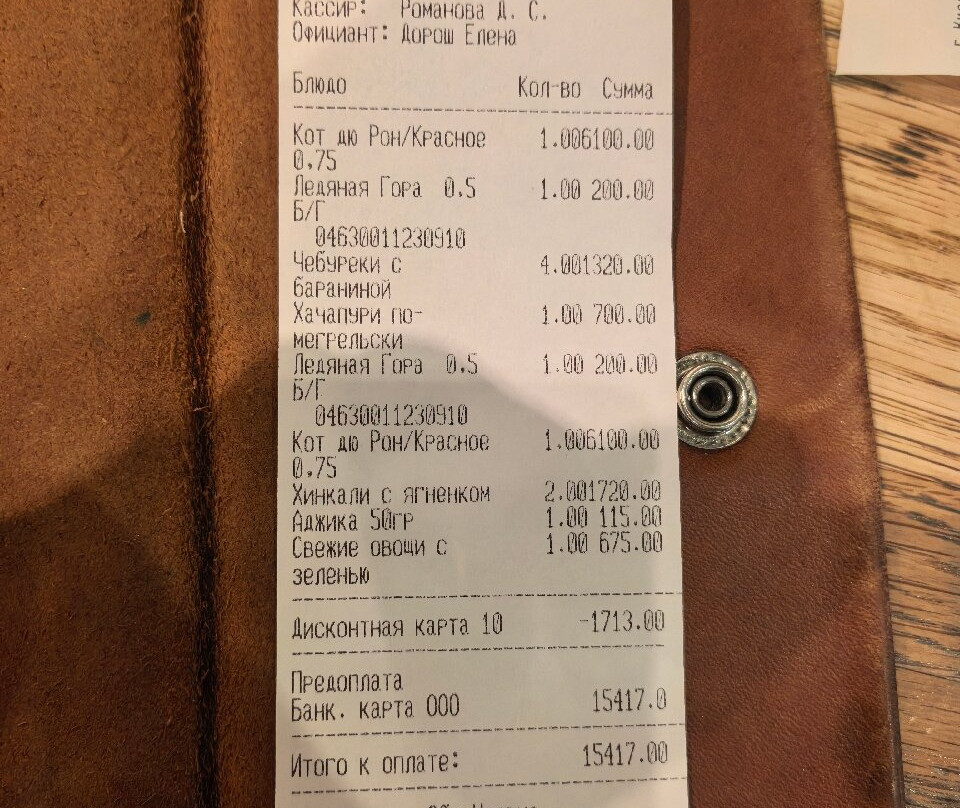 Кассир: Романова Д. С.
Официант: Дорош Елена
Блюдо Кол-во Сумма
Кот дю Рон/Красное 1.006100.00
0,75
Ледяная Гора 0.5 1.00 200.00
Б/Г
04630011230910
Чебуреки с 4.001320.00
бараниной
Хачапури по- 1.00 700.00
мегрельски
Ледяная Гора 0.5 1.00 200.00
Б/Г
04630011230910
Кот дю Рон/Красное 1.006100.00
0,75
Хинкали с ягненком 2.001720.00
Аджика 50гр 1.00 115.00
Свежие овощи с 1.00 675.00
зеленью
Дисконтная карта 10 -1713.00
Предоплата
Банк. карта ООО 15417.0
Итого к оплате: 15417.00